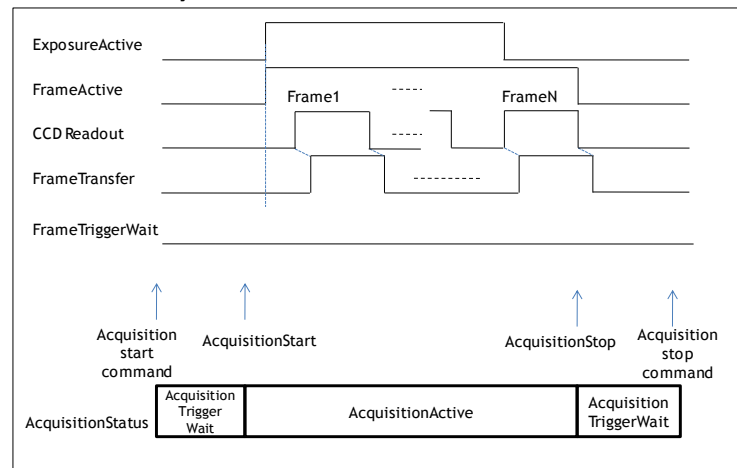 ExposureActive
FrameActive
Frame1
FrameN
CCD Readout
FrameTransfer
FrameTriggerWait
Acquisition
start
command
AcquisitionStart
AcquisitionStop
Acquisition
stop
command
AcquisitionStatus
Acquisition
Trigger
Wait
AcquisitionActive
Acquisition
TriggerWait